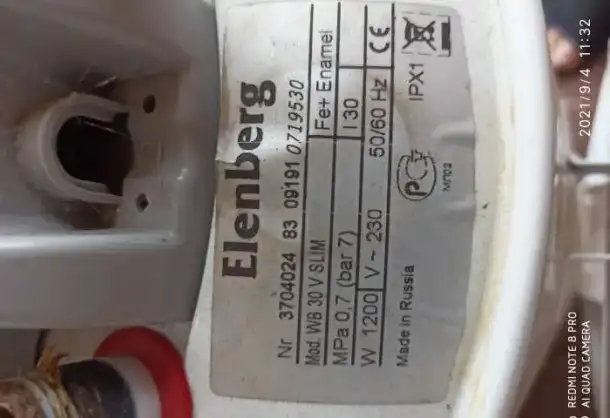 Elenberg
Nr 3704024 83 09191 0719530
Mod. WB 30 V SLIM Fe+ Enamel
MPa 0,7 (bar 7) l 30
W 1200 V ~ 230 50/60 Hz CE
Made in Russia РСТ IPX1
МЛ02
REDMI NOTE 8 PRO 2021/9/4 11:32
AI QUAD CAMERA